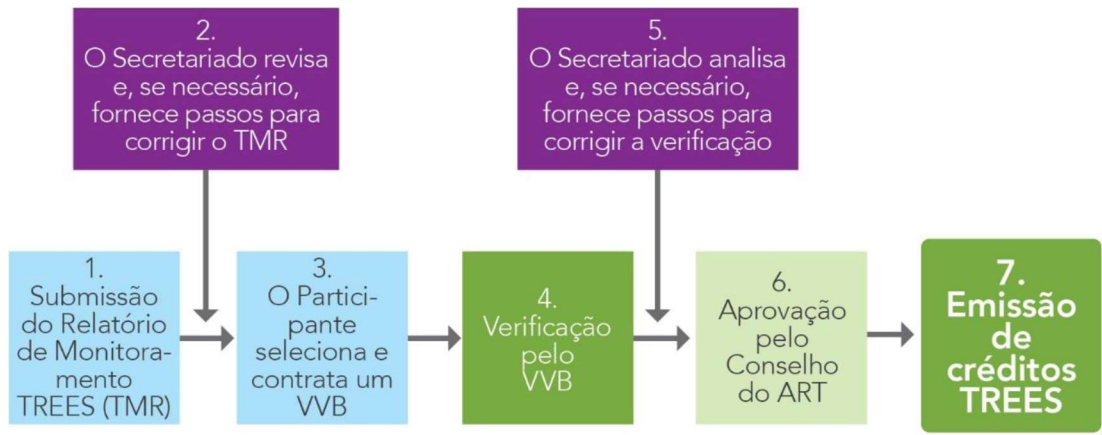 2.
O Secretariado revisa
e, se necessário,
fornece passos para
corrigir o TMR
5.
O Secretariado analisa
e, se necessário,
fornece passos para
corrigir a verificação
1.
Submissão
do Relatório
de Monitora-
mento
TREES (TMR)
3.
O Partici-
pante
seleciona e
contrata um
VVB
4.
Verificação
pelo
VVB
6.
Aprovação
pelo
Conselho
do ART
7.
Emissão
de
créditos
TREES